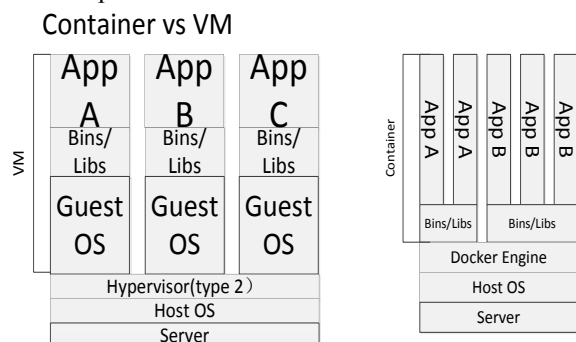 Container vs VM
VM
App A
App B
App C
Bins/
Libs
Bins/
Libs
Bins/
Libs
Guest
OS
Guest
OS
Guest
OS
Hypervisor(type 2）
Host OS
Server
Container
App A
App A
App B
App B
App B
Bins/Libs
Bins/Libs
Docker Engine
Host OS
Server